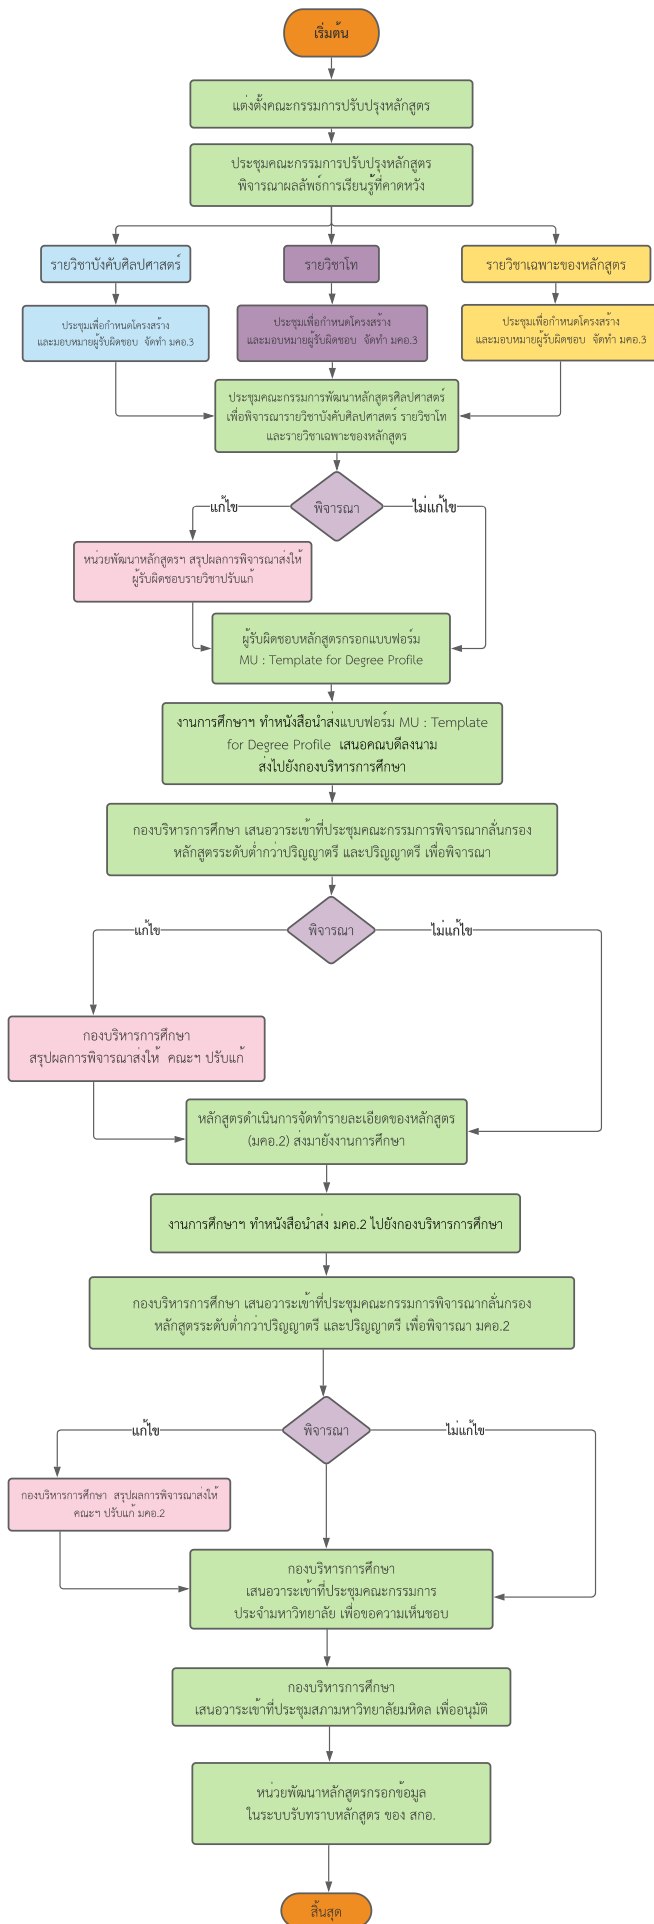 เริ่มต้น
แต่งตั้งคณะกรรมการปรับปรุงหลักสูตร
ประชุมคณะกรรมการปรับปรุงหลักสูตร
พิจารณาผลลัพธ์การเรียนรู้ที่คาดหวัง
รายวิชาบังคับศิลปศาสตร์
รายวิชาโท
รายวิชาเฉพาะของหลักสูตร
ประชุมเพื่อกำหนดโครงสร้าง
และมอบหมายผู้รับผิดชอบ จัดทำ มคอ.3
ประชุมเพื่อกำหนดโครงสร้าง
และมอบหมายผู้รับผิดชอบ จัดทำ มคอ.3
ประชุมเพื่อกำหนดโครงสร้าง
และมอบหมายผู้รับผิดชอบ จัดทำ มคอ.3
ประชุมคณะกรรมการพัฒนาหลักสูตรศิลปศาสตร์
เพื่อพิจารณารายวิชาบังคับศิลปศาสตร์ รายวิชาโท
และรายวิชาเฉพาะของหลักสูตร
พิจารณา
แก้ไข
ไม่แก้ไข
หน่วยพัฒนาหลักสูตรฯ สรุปผลการพิจารณาส่งให้
ผู้รับผิดชอบรายวิชาปรับแก้
ผู้รับผิดชอบหลักสูตรกรอกแบบฟอร์ม
MU : Template for Degree Profile
งานการศึกษาฯ ทำหนังสือนำส่งแบบฟอร์ม MU : Template
for Degree Profile เสนอคณบดีลงนาม
ส่งไปยังกองบริหารการศึกษา
กองบริหารการศึกษา เสนอวาระเข้าที่ประชุมคณะกรรมการพิจารณากลั่นกรอง
หลักสูตรระดับต่ำกว่าปริญญาตรี และปริญญาตรี เพื่อพิจารณา
พิจารณา
แก้ไข
ไม่แก้ไข
กองบริหารการศึกษา
สรุปผลการพิจารณาส่งให้ คณะฯ ปรับแก้
หลักสูตรดำเนินการจัดทำรายละเอียดของหลักสูตร
(มคอ.2) ส่งมายังงานการศึกษา
งานการศึกษาฯ ทำหนังสือนำส่ง มคอ.2 ไปยังกองบริหารการศึกษา
กองบริหารการศึกษา เสนอวาระเข้าที่ประชุมคณะกรรมการพิจารณากลั่นกรอง
หลักสูตรระดับต่ำกว่าปริญญาตรี และปริญญาตรี เพื่อพิจารณา มคอ.2
พิจารณา
แก้ไข
ไม่แก้ไข
กองบริหารการศึกษา สรุปผลการพิจารณาส่งให้
คณะฯ ปรับแก้ มคอ.2
กองบริหารการศึกษา
เสนอวาระเข้าที่ประชุมคณะกรรมการ
ประจำมหาวิทยาลัย เพื่อขอความเห็นชอบ
กองบริหารการศึกษา
เสนอวาระเข้าที่ประชุมสภามหาวิทยาลัยมหิดล เพื่ออนุมัติ
หน่วยพัฒนาหลักสูตรกรอกข้อมูล
ในระบบรับทราบหลักสูตร ของ สกอ.
สิ้นสุด